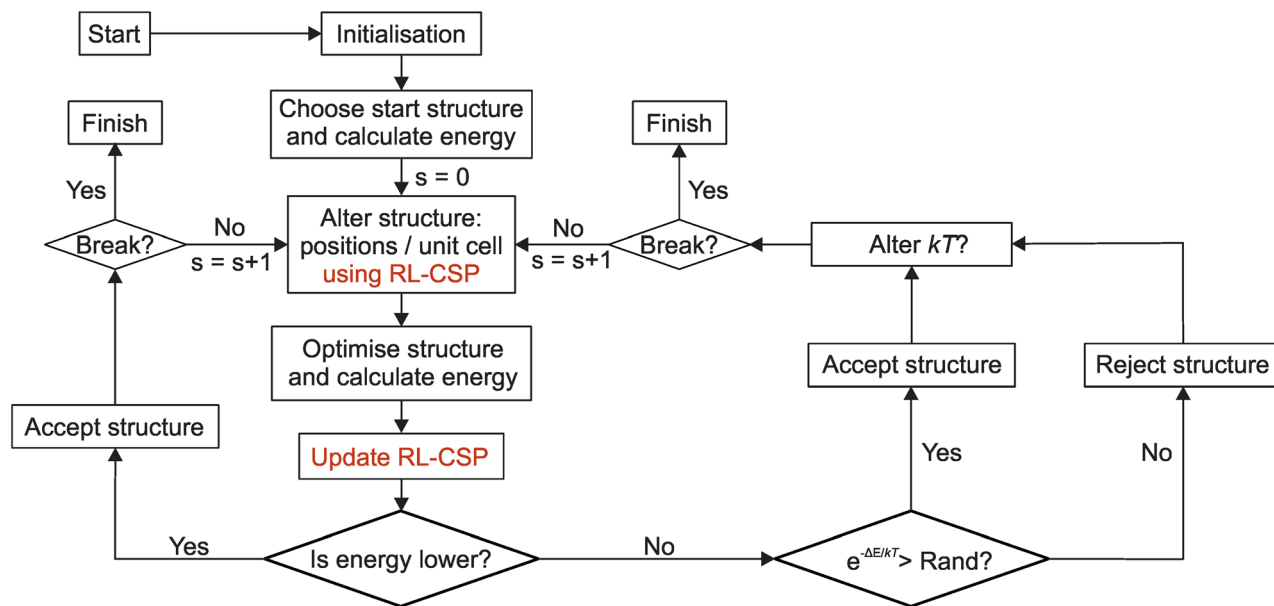 Start
Initialisation
Choose start structure
and calculate energy
s = 0
Finish
Yes
Break?
No
s = s+1
Alter structure:
positions / unit cell
using RL-CSP
Finish
Yes
Break?
No
s = s+1
Alter kT?
Optimise structure
and calculate energy
Accept structure
Reject structure
Accept structure
Update RL-CSP
Yes
No
Yes
Is energy lower?
No
e^-ΔE/kT > Rand?